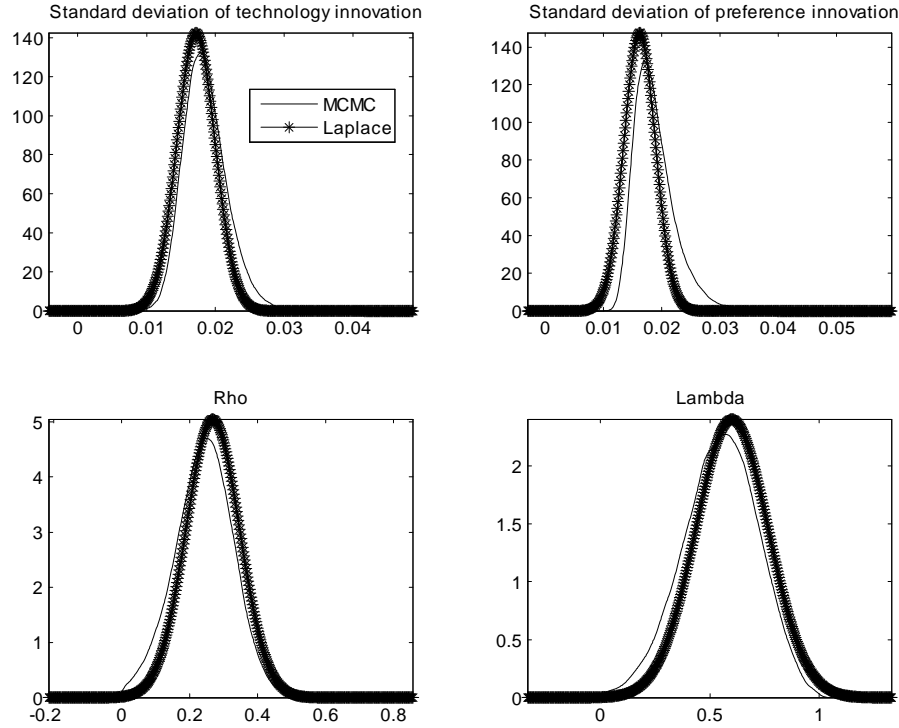 Standard deviation of technology innovation
140
120
100
80
60
40
20
0
0 0.01 0.02 0.03 0.04
MCMC
Laplace
Standard deviation of preference innovation
140
120
100
80
60
40
20
0
0 0.01 0.02 0.03 0.04 0.05
Rho
5
4
3
2
1
0
-0.2 0 0.2 0.4 0.6 0.8
Lambda
2
1.5
1
0.5
0
0 0.5 1